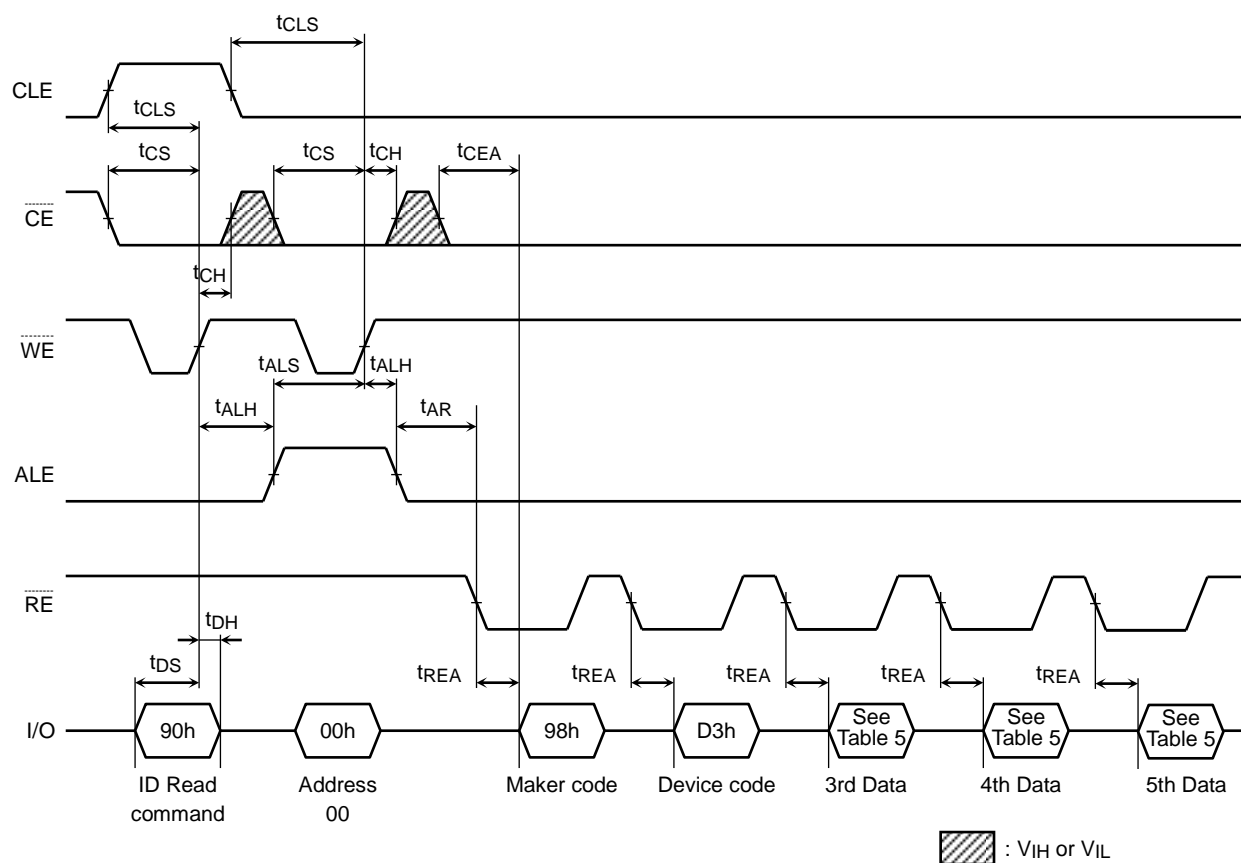 tCLS
CLE
tCLS
tCS
tCS
tCH
tCEA
CE
tCH
WE
tALS
tALH
tALH
tAR
ALE
RE
tDH
tDS
tREA
tREA
tREA
tREA
tREA
I/O
90h
00h
98h
D3h
See
Table 5
See
Table 5
See
Table 5
ID Read
command
Address
00
Maker code
Device code
3rd Data
4th Data
5th Data
: VIH or VIL